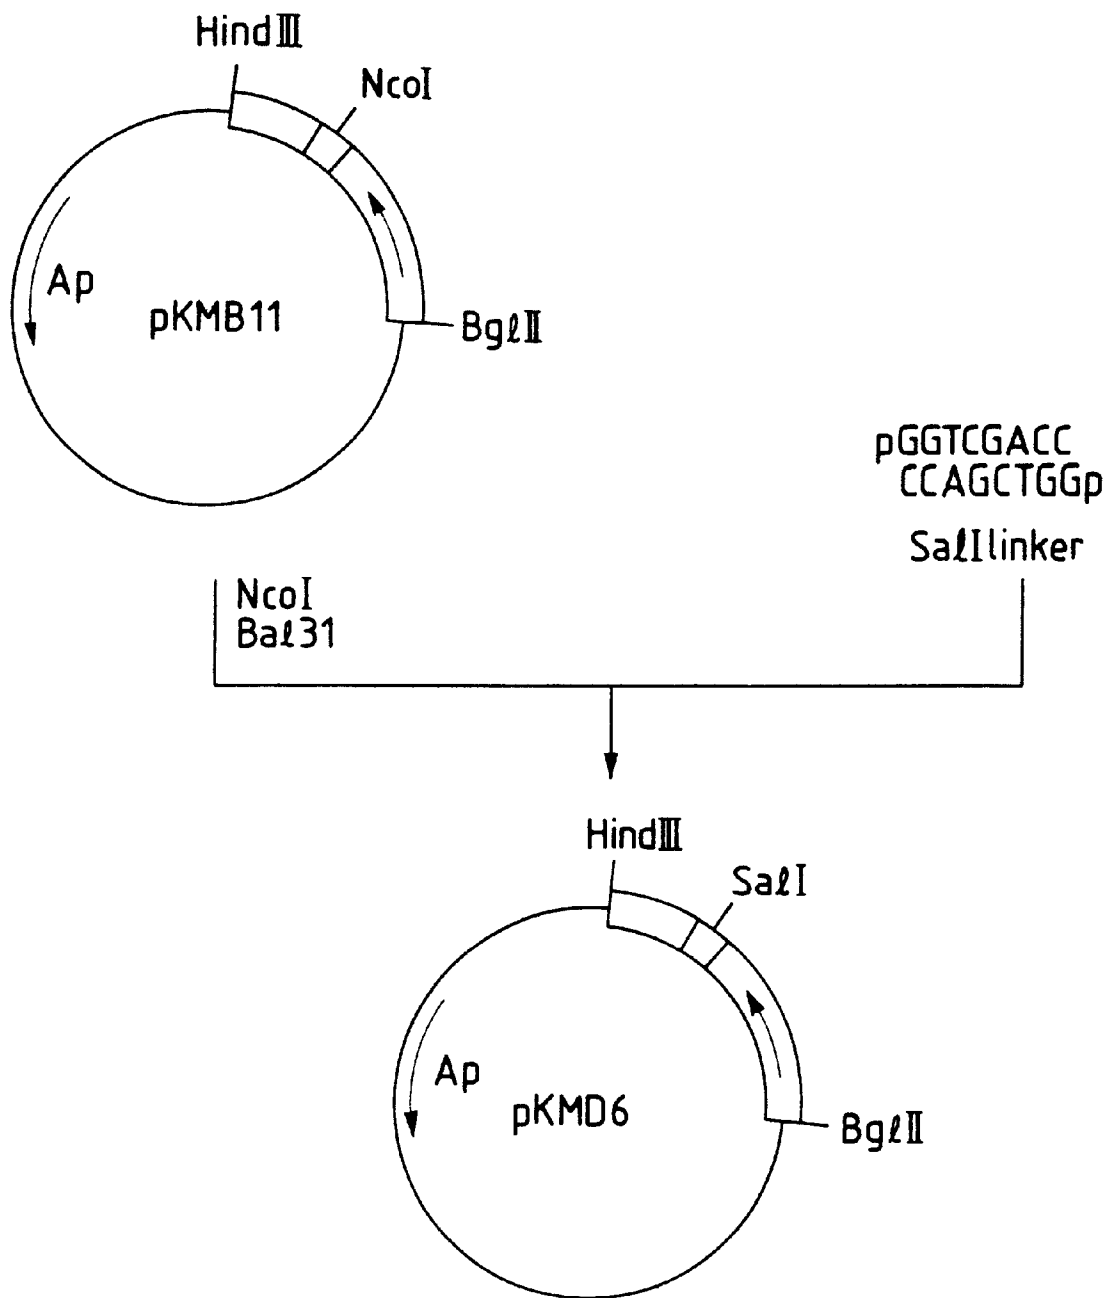 HindⅢ
NcoⅠ
Ap
pKMB11
BgℓⅡ
pGGTCGACC
CCAGCTGGp
SaℓⅠlinker
NcoⅠ
Baℓ31
HindⅢ
SaℓⅠ
Ap
pKMD6
BgℓⅡ